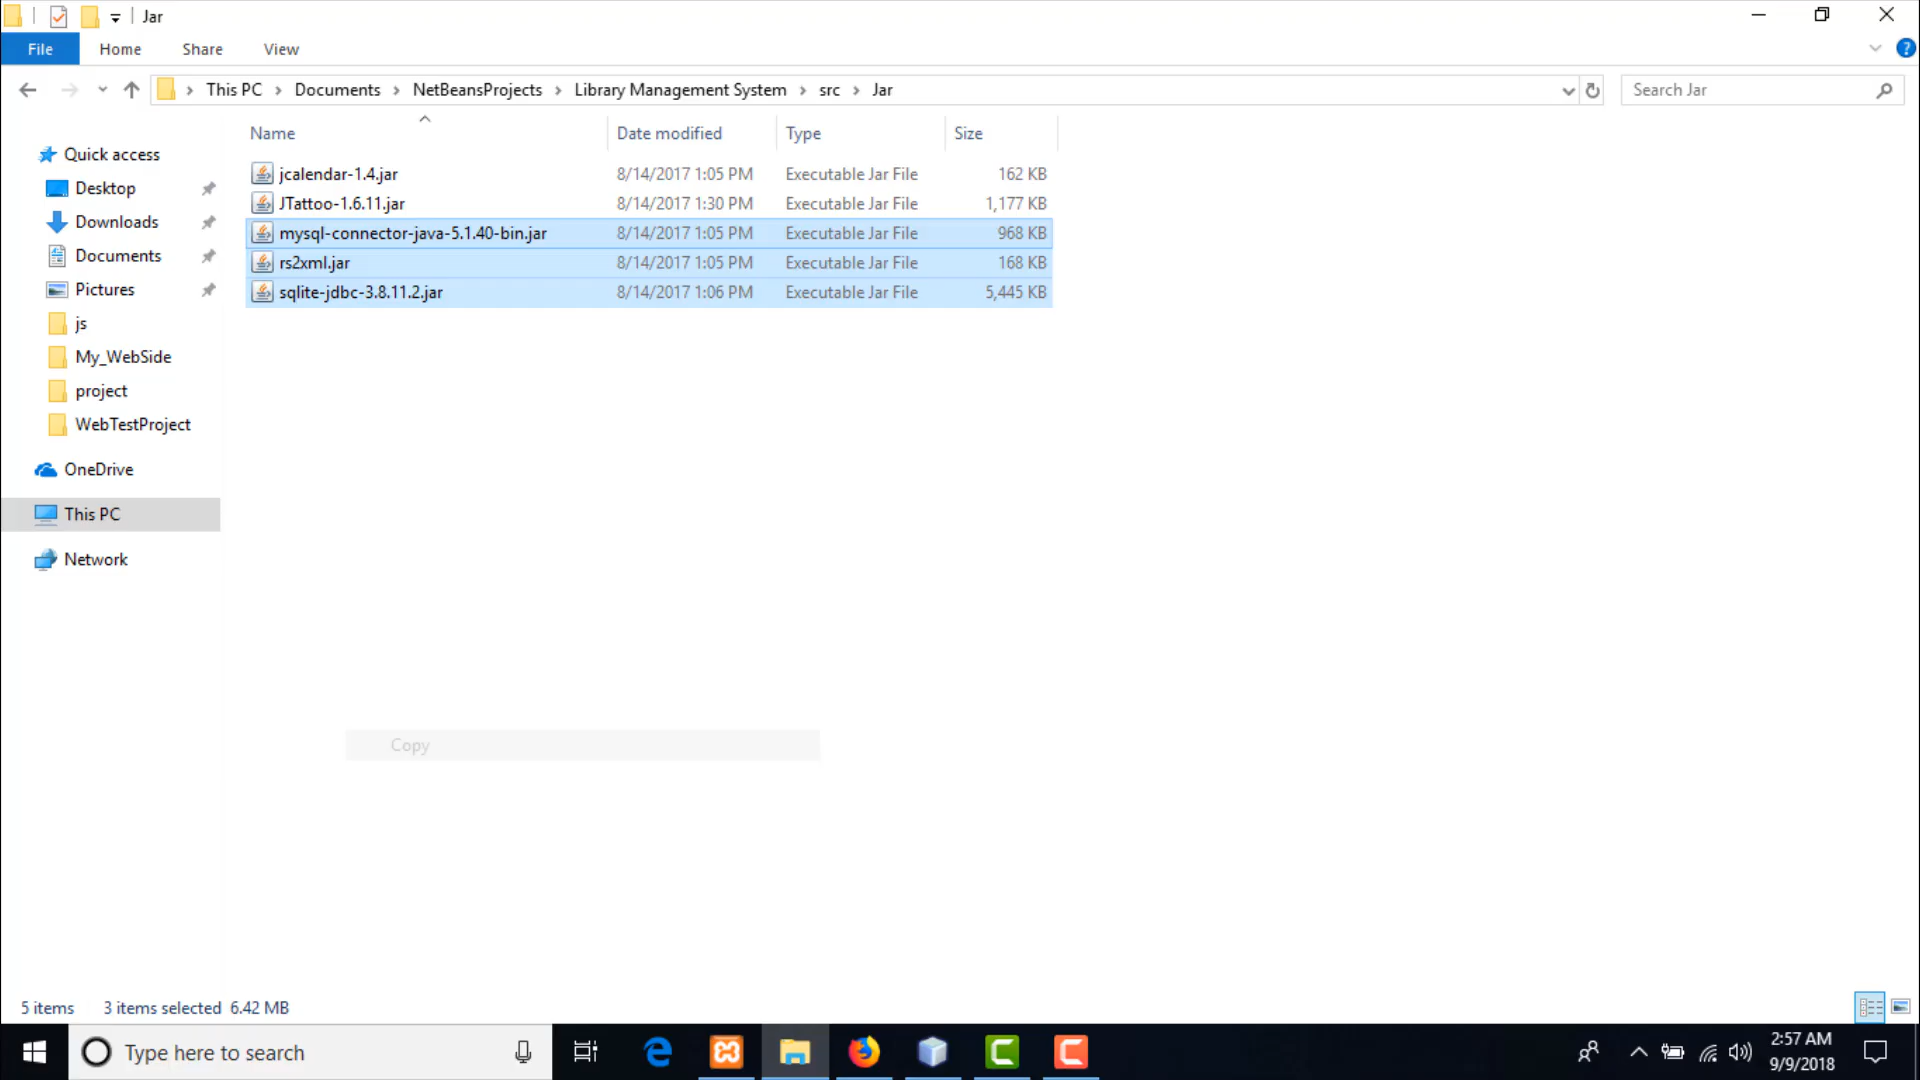 Jar
File Home Share View
This PC Documents NetBeansProjects Library Management System src Jar Search Jar
Name Date modified Type Size
Quick access
Desktop
Downloads
Documents
Pictures
js
My_WebSide
project
WebTestProject
OneDrive
This PC
Network
jcalendar-1.4.jar 8/14/2017 1:05 PM Executable Jar File 162 KB
JTattoo-1.6.11.jar 8/14/2017 1:30 PM Executable Jar File 1,177 KB
mysql-connector-java-5.1.40-bin.jar 8/14/2017 1:05 PM Executable Jar File 968 KB
rs2xml.jar 8/14/2017 1:05 PM Executable Jar File 168 KB
sqlite-jdbc-3.8.11.2.jar 8/14/2017 1:06 PM Executable Jar File 5,445 KB
Copy
5 items 3 items selected 6.42 MB
Type here to search
2:57 AM
9/9/2018